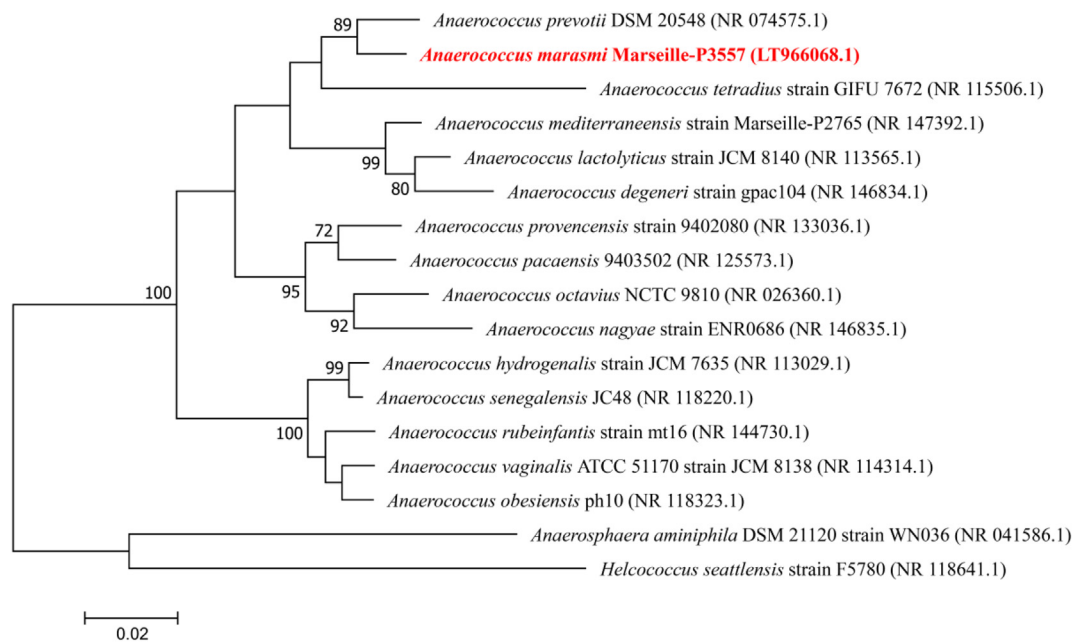 89
Anaerococcus prevotii DSM 20548 (NR 074575.1)
Anaerococcus marasmi Marseille-P3557 (LT966068.1)
Anaerococcus tetradius strain GIFU 7672 (NR 115506.1)
Anaerococcus mediterraneensis strain Marseille-P2765 (NR 147392.1)
99
Anaerococcus lactolyticus strain JCM 8140 (NR 113565.1)
80
Anaerococcus degeneri strain gpac104 (NR 146834.1)
72
Anaerococcus provencensis strain 9402080 (NR 133036.1)
Anaerococcus pacaensis 9403502 (NR 125573.1)
100
95
Anaerococcus octavius NCTC 9810 (NR 026360.1)
92
Anaerococcus nagyae strain ENR0686 (NR 146835.1)
99
Anaerococcus hydrogenalis strain JCM 7635 (NR 113029.1)
Anaerococcus senegalensis JC48 (NR 118220.1)
100
Anaerococcus rubeinfantis strain mt16 (NR 144730.1)
Anaerococcus vaginalis ATCC 51170 strain JCM 8138 (NR 114314.1)
Anaerococcus obesiensis ph10 (NR 118323.1)
Anaerosphaera aminiphila DSM 21120 strain WN036 (NR 041586.1)
Helcococcus seattlensis strain F5780 (NR 118641.1)
0.02